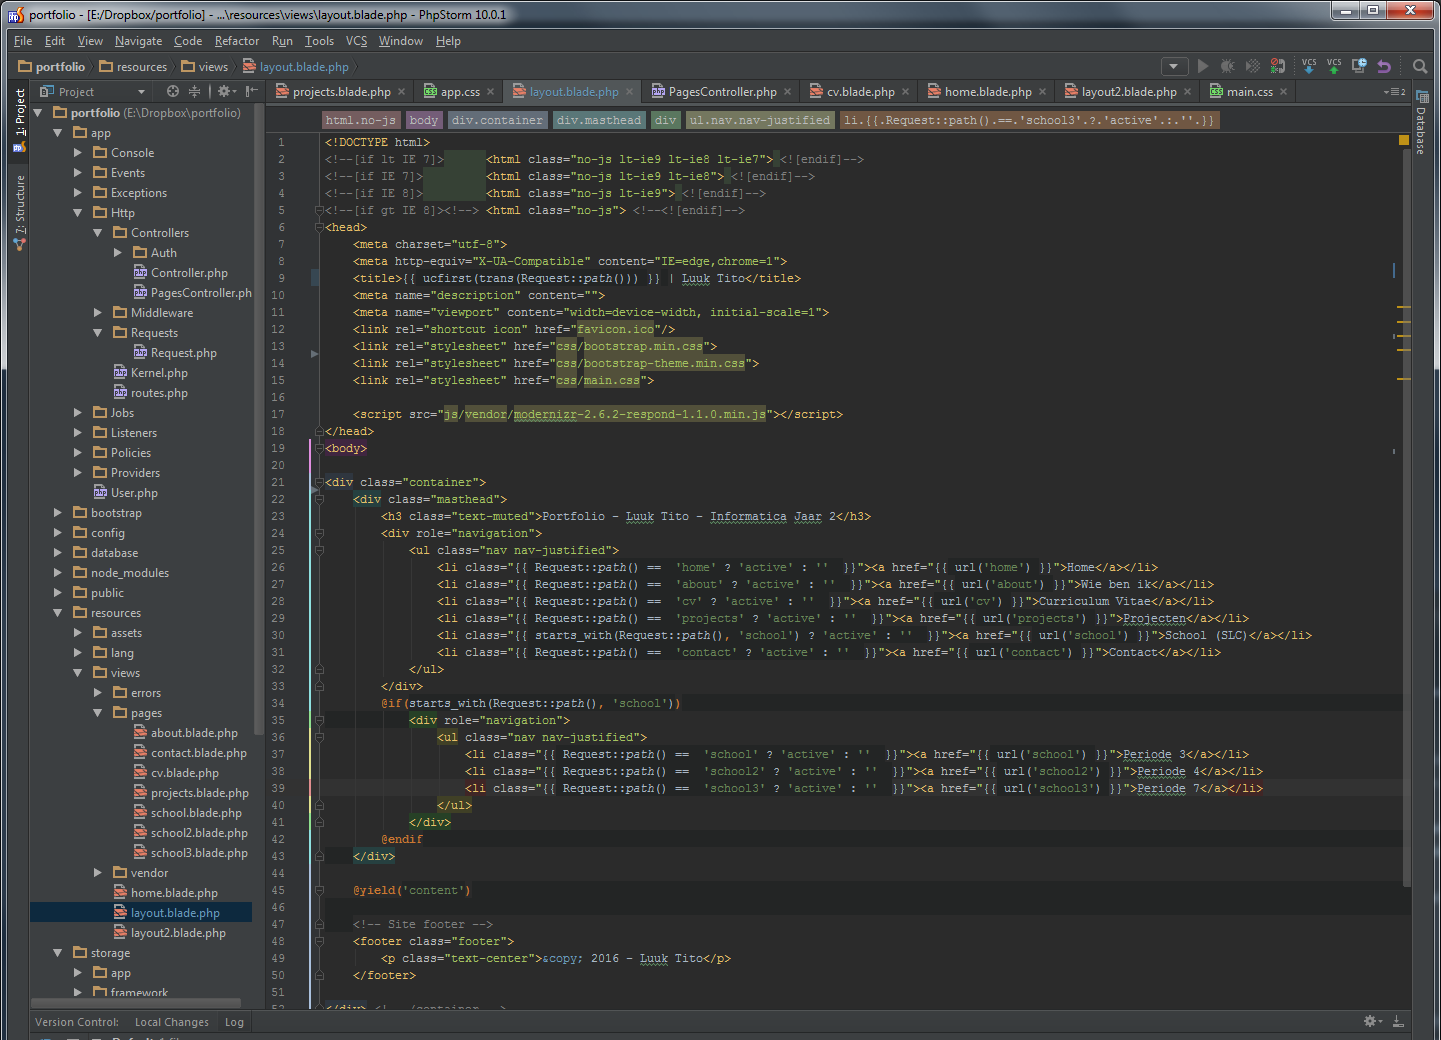 portfolio - [E:/Dropbox/portfolio] - ...\resources\views\layout.blade.php - PhpStorm 10.0.1
File Edit View Navigate Code Refactor Run Tools VCS Window Help
portfolio resources views layout.blade.php
VCS VCS
Project
projects.blade.php app.css layout.blade.php PagesController.php cv.blade.php home.blade.php layout2.blade.php main.css
1: Project
7: Structure
Database
portfolio (E:\Dropbox\portfolio)
app
Console
Events
Exceptions
Http
Controllers
Auth
Controller.php
PagesController.ph
Middleware
Requests
Request.php
Kernel.php
routes.php
Jobs
Listeners
Policies
Providers
User.php
bootstrap
config
database
node_modules
public
resources
assets
lang
views
errors
pages
about.blade.php
contact.blade.php
cv.blade.php
projects.blade.php
school.blade.php
school2.blade.php
school3.blade.php
vendor
home.blade.php
layout.blade.php
layout2.blade.php
storage
app
framework
html.no-js body div.container div.masthead div ul.nav.nav-justified li.{{.Request::path().==.'school3'.?.'active'.:.''.}}
1 <!DOCTYPE html>
2 <!--[if lt IE 7]> <html class="no-js lt-ie9 lt-ie8 lt-ie7"> <![endif]-->
3 <!--[if IE 7]> <html class="no-js lt-ie9 lt-ie8"> <![endif]-->
4 <!--[if IE 8]> <html class="no-js lt-ie9"> <![endif]-->
5 <!--[if gt IE 8]><!--> <html class="no-js"> <!--<![endif]-->
6 <head>
7 <meta charset="utf-8">
8 <meta http-equiv="X-UA-Compatible" content="IE=edge,chrome=1">
9 <title>{{ ucfirst(trans(Request::path())) }} | Luuk Tito</title>
10 <meta name="description" content="">
11 <meta name="viewport" content="width=device-width, initial-scale=1">
12 <link rel="shortcut icon" href="favicon.ico"/>
13 <link rel="stylesheet" href="css/bootstrap.min.css">
14 <link rel="stylesheet" href="css/bootstrap-theme.min.css">
15 <link rel="stylesheet" href="css/main.css">
16
17 <script src="js/vendor/modernizr-2.6.2-respond-1.1.0.min.js"></script>
18 </head>
19 <body>
20
21 <div class="container">
22 <div class="masthead">
23 <h3 class="text-muted">Portfolio - Luuk Tito - Informatica Jaar 2</h3>
24 <div role="navigation">
25 <ul class="nav nav-justified">
26 <li class="{{ Request::path() == 'home' ? 'active' : '' }}"><a href="{{ url('home') }}">Home</a></li>
27 <li class="{{ Request::path() == 'about' ? 'active' : '' }}"><a href="{{ url('about') }}">Wie ben ik</a></li>
28 <li class="{{ Request::path() == 'cv' ? 'active' : '' }}"><a href="{{ url('cv') }}">Curriculum Vitae</a></li>
29 <li class="{{ Request::path() == 'projects' ? 'active' : '' }}"><a href="{{ url('projects') }}">Projecten</a></li>
30 <li class="{{ starts_with(Request::path(), 'school') ? 'active' : '' }}"><a href="{{ url('school') }}">School (SLC)</a></li>
31 <li class="{{ Request::path() == 'contact' ? 'active' : '' }}"><a href="{{ url('contact') }}">Contact</a></li>
32 </ul>
33 </div>
34 @if(starts_with(Request::path(), 'school'))
35 <div role="navigation">
36 <ul class="nav nav-justified">
37 <li class="{{ Request::path() == 'school' ? 'active' : '' }}"><a href="{{ url('school') }}">Periode 3</a></li>
38 <li class="{{ Request::path() == 'school2' ? 'active' : '' }}"><a href="{{ url('school2') }}">Periode 4</a></li>
39 <li class="{{ Request::path() == 'school3' ? 'active' : '' }}"><a href="{{ url('school3') }}">Periode 7</a></li>
40 </ul>
41 </div>
42 @endif
43 </div>
44
45 @yield('content')
46
47 <!-- Site footer -->
48 <footer class="footer">
49 <p class="text-center">&copy; 2016 - Luuk Tito</p>
50 </footer>
51
52 </div> <!-- /container -->
Version Control: Local Changes Log